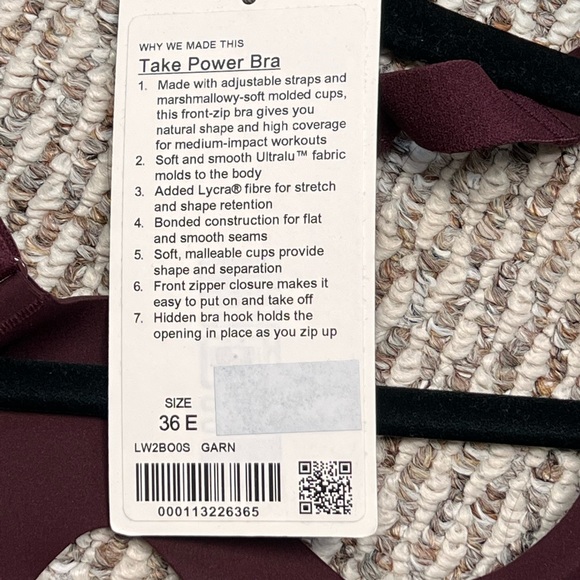 WHY WE MADE THIS
Take Power Bra
1. Made with adjustable straps and
marshmallowy-soft molded cups,
this front-zip bra gives you
natural shape and high coverage
for medium-impact workouts
2. Soft and smooth Ultralu™ fabric
molds to the body
3. Added Lycra® fibre for stretch
and shape retention
4. Bonded construction for flat
and smooth seams
5. Soft, malleable cups provide
shape and separation
6. Front zipper closure makes it
easy to put on and take off
7. Hidden bra hook holds the
opening in place as you zip up
SIZE
36 E
LW2BO0S GARN
000113226365